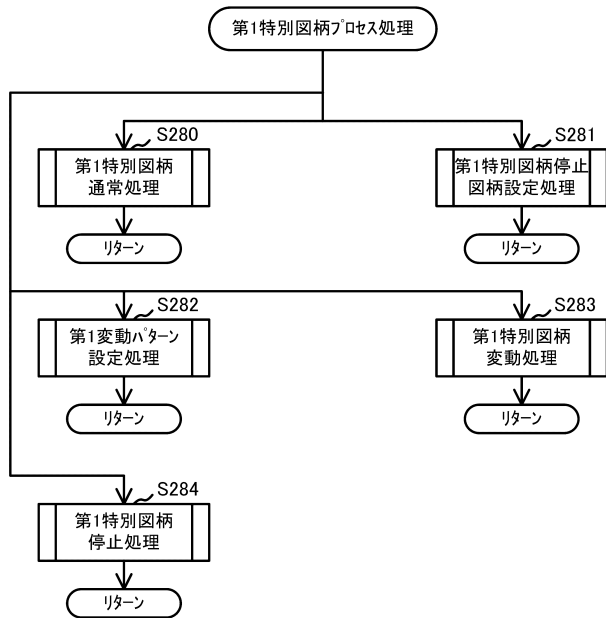 第1特別図柄プロセス処理
S280
第1特別図柄
通常処理
リターン
S281
第1特別図柄停止
図柄設定処理
リターン
S282
第1変動パターン
設定処理
リターン
S283
第1特別図柄
変動処理
リターン
S284
第1特別図柄
停止処理
リターン